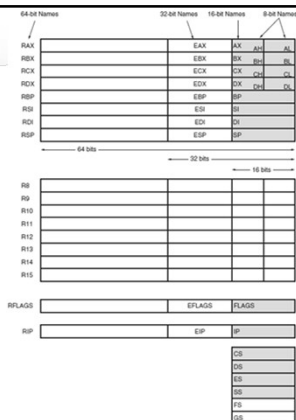 64-bit Names 32-bit Names 16-bit Names 8-bit Names
RAX EAX AX AH AL
RBX EBX BX BH BL
RCX ECX CX CH CL
RDX EDX DX DH DL
RBP EBP BP
RSI ESI SI
RDI EDI DI
RSP ESP SP
64 bits
32 bits
16 bits
R8
R9
R10
R11
R12
R13
R14
R15
RFLAGS EFLAGS FLAGS
RIP EIP IP
CS
DS
ES
SS
FS
GS